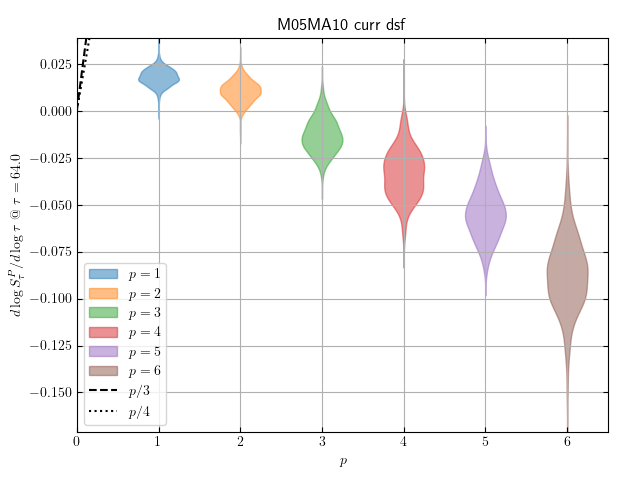 M05MA10 curr dsf
d log S_τ^P / d log τ @ τ = 64.0
0.025
0.000
−0.025
−0.050
−0.075
−0.100
−0.125
−0.150
p = 1
p = 2
p = 3
p = 4
p = 5
p = 6
p/3
p/4
0 1 2 3 4 5 6
p